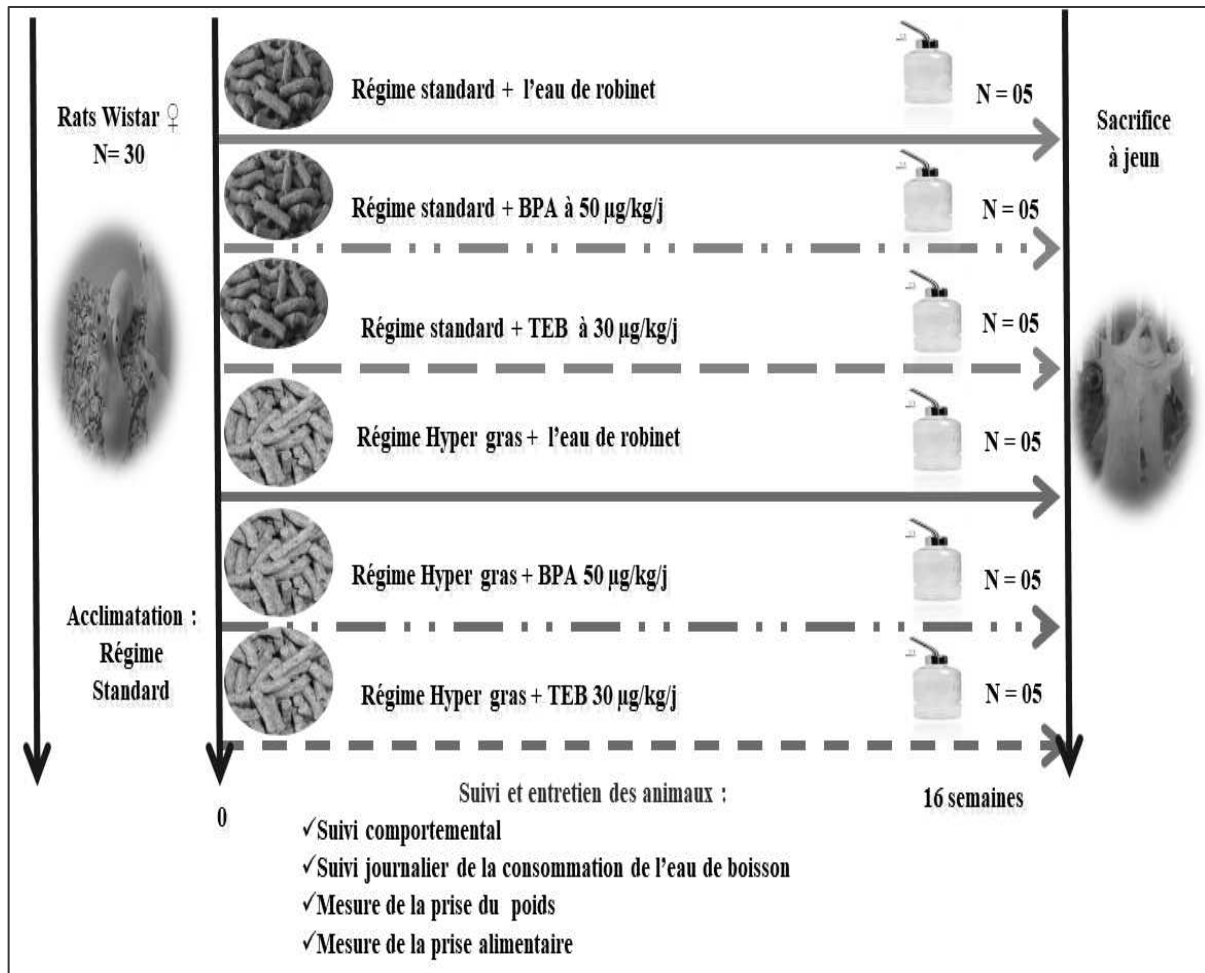 Rats Wistar ♀
N= 30
Acclimatation :
Régime
Standard
Régime standard + l’eau de robinet
N = 05
Régime standard + BPA à 50 µg/kg/j
N = 05
Régime standard + TEB à 30 µg/kg/j
N = 05
Régime Hyper gras + l’eau de robinet
N = 05
Régime Hyper gras + BPA 50 µg/kg/j
N = 05
Régime Hyper gras + TEB 30 µg/kg/j
N = 05
Sacrifice
à jeun
0
16 semaines
Suivi et entretien des animaux :
✓Suivi comportemental
✓Suivi journalier de la consommation de l’eau de boisson
✓Mesure de la prise du poids
✓Mesure de la prise alimentaire